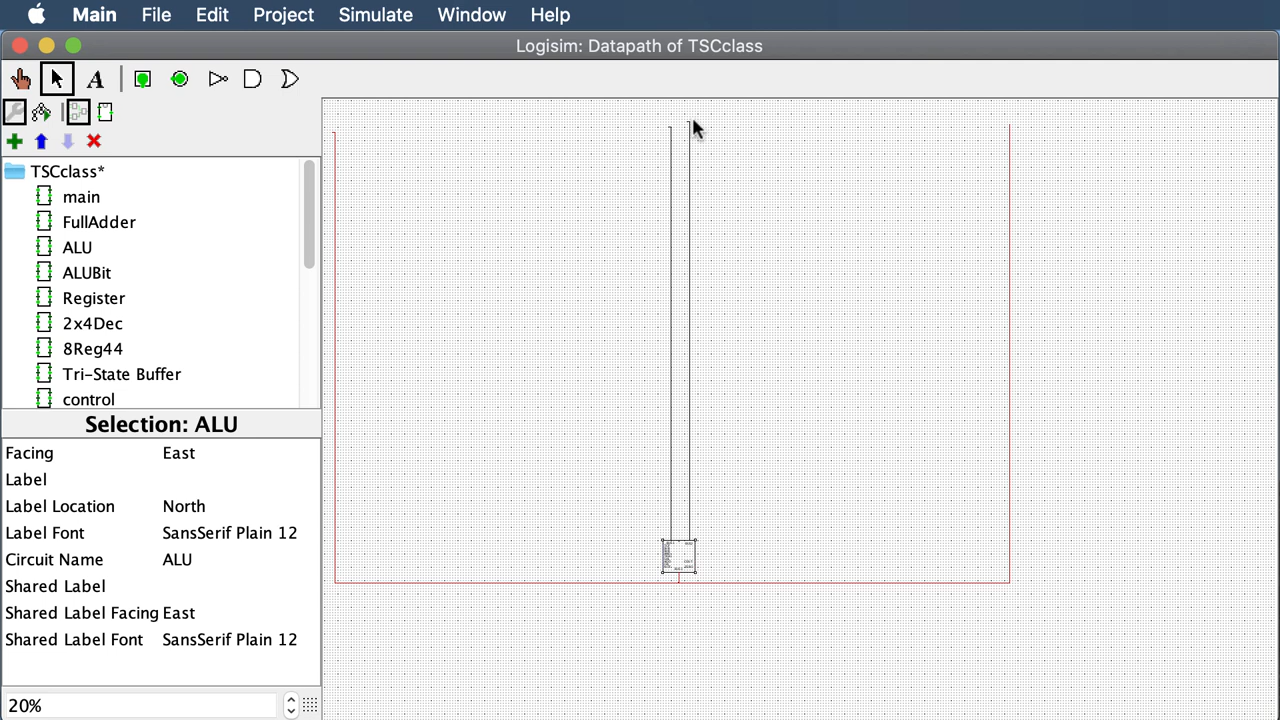 Main File Edit Project Simulate Window Help
Logisim: Datapath of TSCclass
A
TSCclass*
main
FullAdder
ALU
ALUBit
Register
2x4Dec
8Reg44
Tri-State Buffer
control
Selection: ALU
Facing East
Label
Label Location North
Label Font SansSerif Plain 12
Circuit Name ALU
Shared Label
Shared Label Facing East
Shared Label Font SansSerif Plain 12
20%